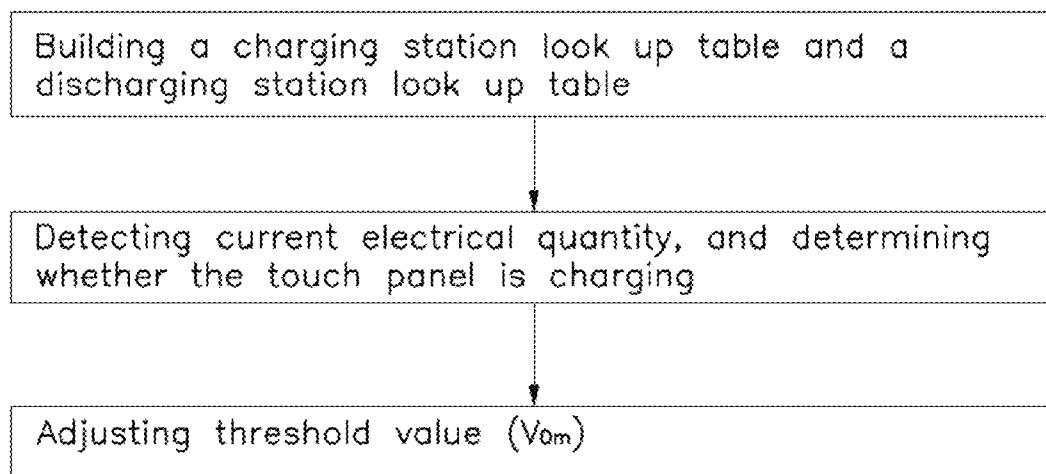 Building a charging station look up table and a
discharging station look up table
Detecting current electrical quantity, and determining
whether the touch panel is charging
Adjusting threshold value (V0m)